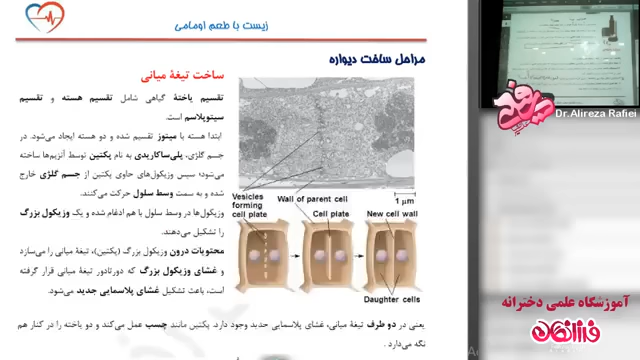 زیست با طعم اومامی
مراحل ساخت دیواره
ساخت تیغهٔ میانی
تقسیم یاختهٔ گیاهی شامل تقسیم هسته و تقسیم
سیتوپلاسم است.
ابتدا هسته با میتوز تقسیم شده و دو هسته ایجاد می‌شود. در
جسم گلژی، پلی‌ساکاریدی به نام پکتین توسط آنزیم‌ها ساخته
می‌شود؛ سپس وزیکول‌های حاوی پکتین از جسم گلژی خارج
شده و به سمت وسط سلول حرکت می‌کنند.
وزیکول‌ها در وسط سلول با هم ادغام شده و یک وزیکول بزرگ
را تشکیل می‌دهند.
محتویات درون وزیکول بزرگ (پکتین)، تیغهٔ میانی را می‌سازد
و غشای وزیکول بزرگ که دورتادور تیغهٔ میانی قرار گرفته
است، باعث تشکیل غشای پلاسمایی جدید می‌شود.
یعنی در دو طرف تیغهٔ میانی، غشای پلاسمایی جدید وجود دارد. پکتین مانند چسب عمل می‌کند و دو یاخته را در کنار هم
نگه می‌دارد.
Vesicles
forming
cell plate
Wall of parent cell
Cell plate
1 µm
New cell wall
Daughter cells
Dr.Alireza Rafiei
آموزشگاه علمی دخترانه
فرزانگان